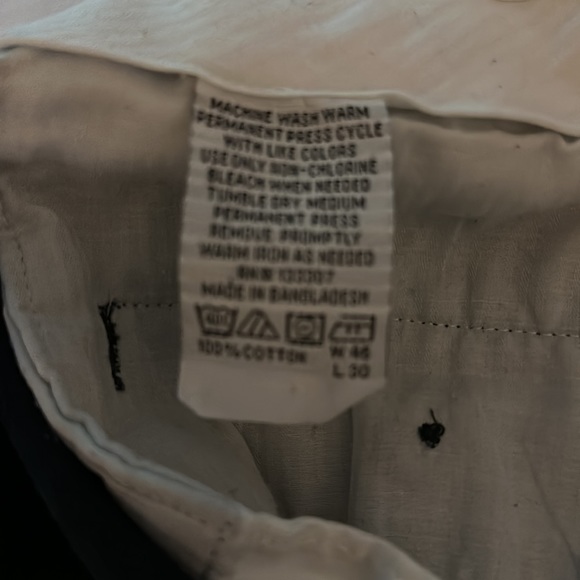 MACHINE WASH WARM
PERMANENT PRESS CYCLE
WITH LIKE COLORS
USE ONLY NON-CHLORINE
BLEACH WHEN NEEDED
TUMBLE DRY MEDIUM
PERMANENT PRESS
REMOVE PROMPTLY
WARM IRON AS NEEDED
MADE IN BANGLADESH
100% COTTON
W 46
L 30